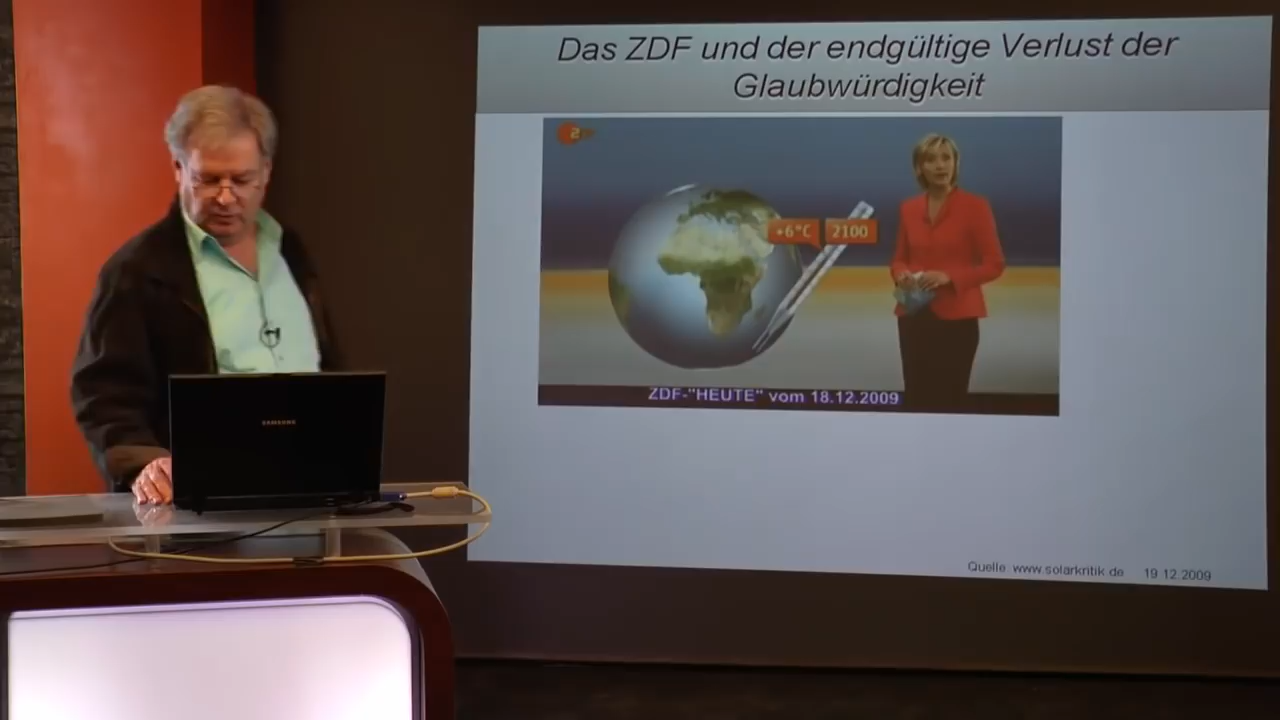 Das ZDF und der endgültige Verlust der
Glaubwürdigkeit
+6°C 2100
ZDF-"HEUTE" vom 18.12.2009
SAMSUNG
Quelle www.solarkritik.de 19.12.2009